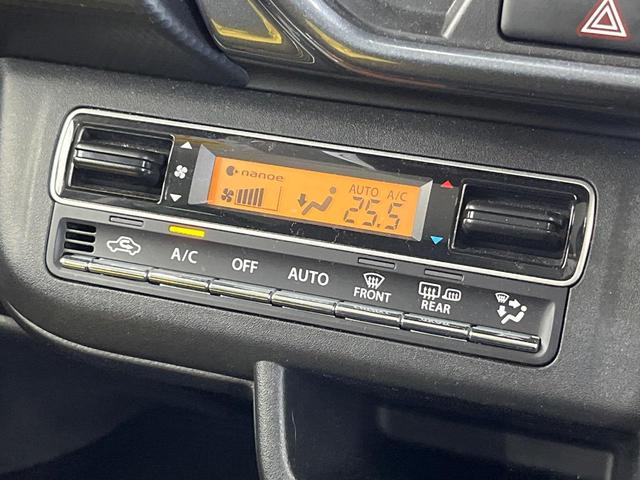 nanoe
AUTO A/C
25.5
A/C
OFF
AUTO
FRONT
REAR